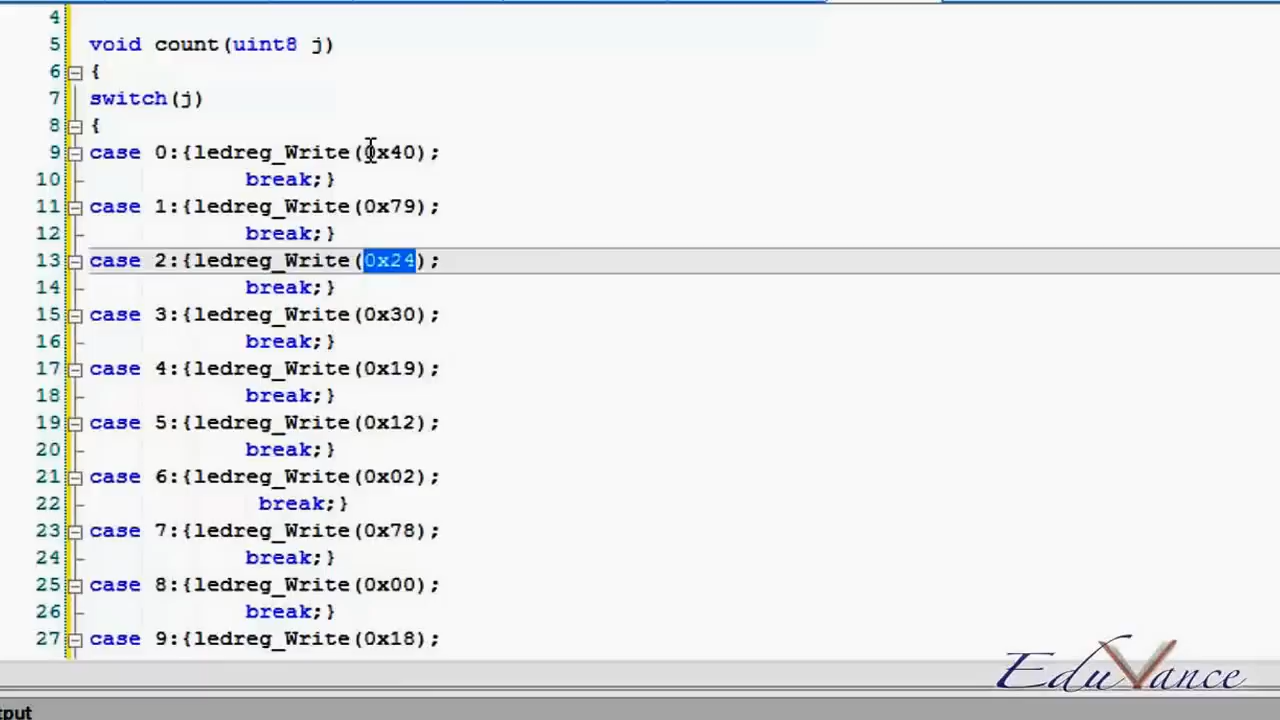 4
5 void count(uint8 j)
6 {
7 switch(j)
8 {
9 case 0:{ledreg_Write(0x40);
10 break;}
11 case 1:{ledreg_Write(0x79);
12 break;}
13 case 2:{ledreg_Write(0x24);
14 break;}
15 case 3:{ledreg_Write(0x30);
16 break;}
17 case 4:{ledreg_Write(0x19);
18 break;}
19 case 5:{ledreg_Write(0x12);
20 break;}
21 case 6:{ledreg_Write(0x02);
22 break;}
23 case 7:{ledreg_Write(0x78);
24 break;}
25 case 8:{ledreg_Write(0x00);
26 break;}
27 case 9:{ledreg_Write(0x18);
EduVance
tput